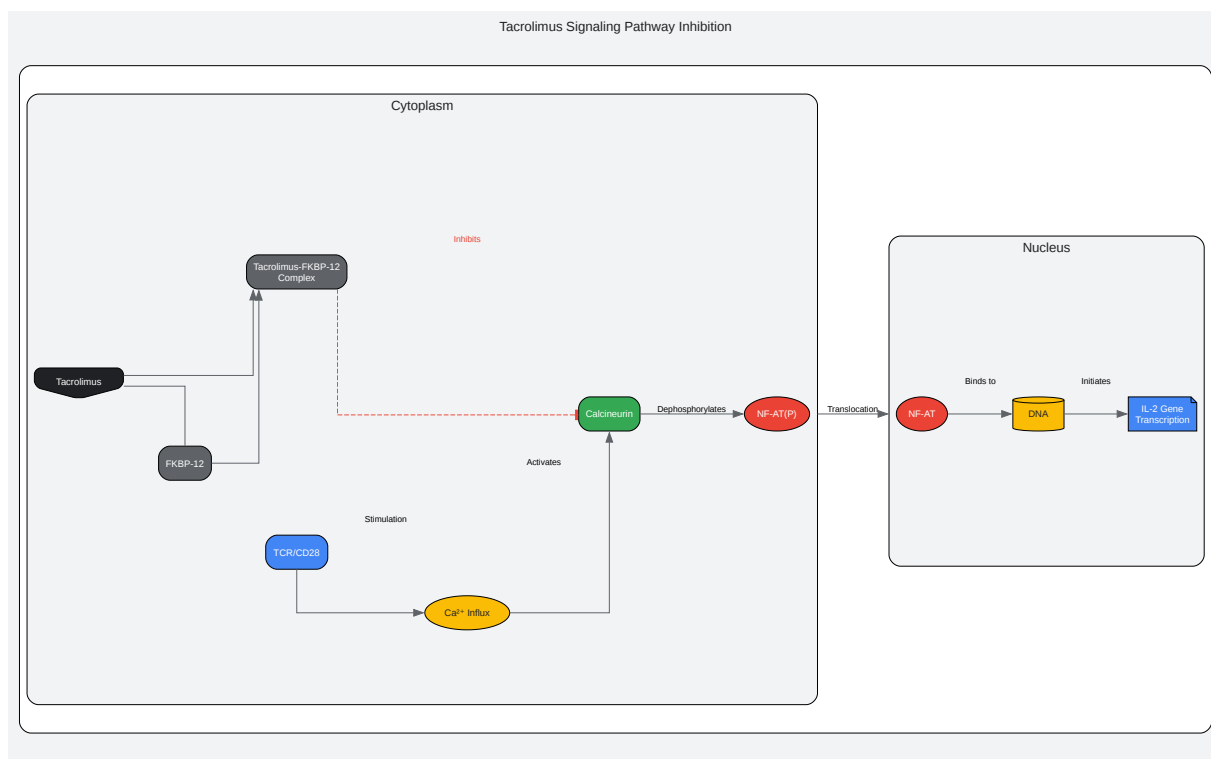 Tacrolimus Signaling Pathway Inhibition
Cytoplasm
Inhibits
Tacrolimus-FKBP-12
Complex
Tacrolimus
FKBP-12
Calcineurin
Dephosphorylates
NF-AT(P)
Activates
Stimulation
TCR/CD28
Ca²⁺ Influx
Translocation
Nucleus
Binds to
Initiates
NF-AT
DNA
IL-2 Gene
Transcription